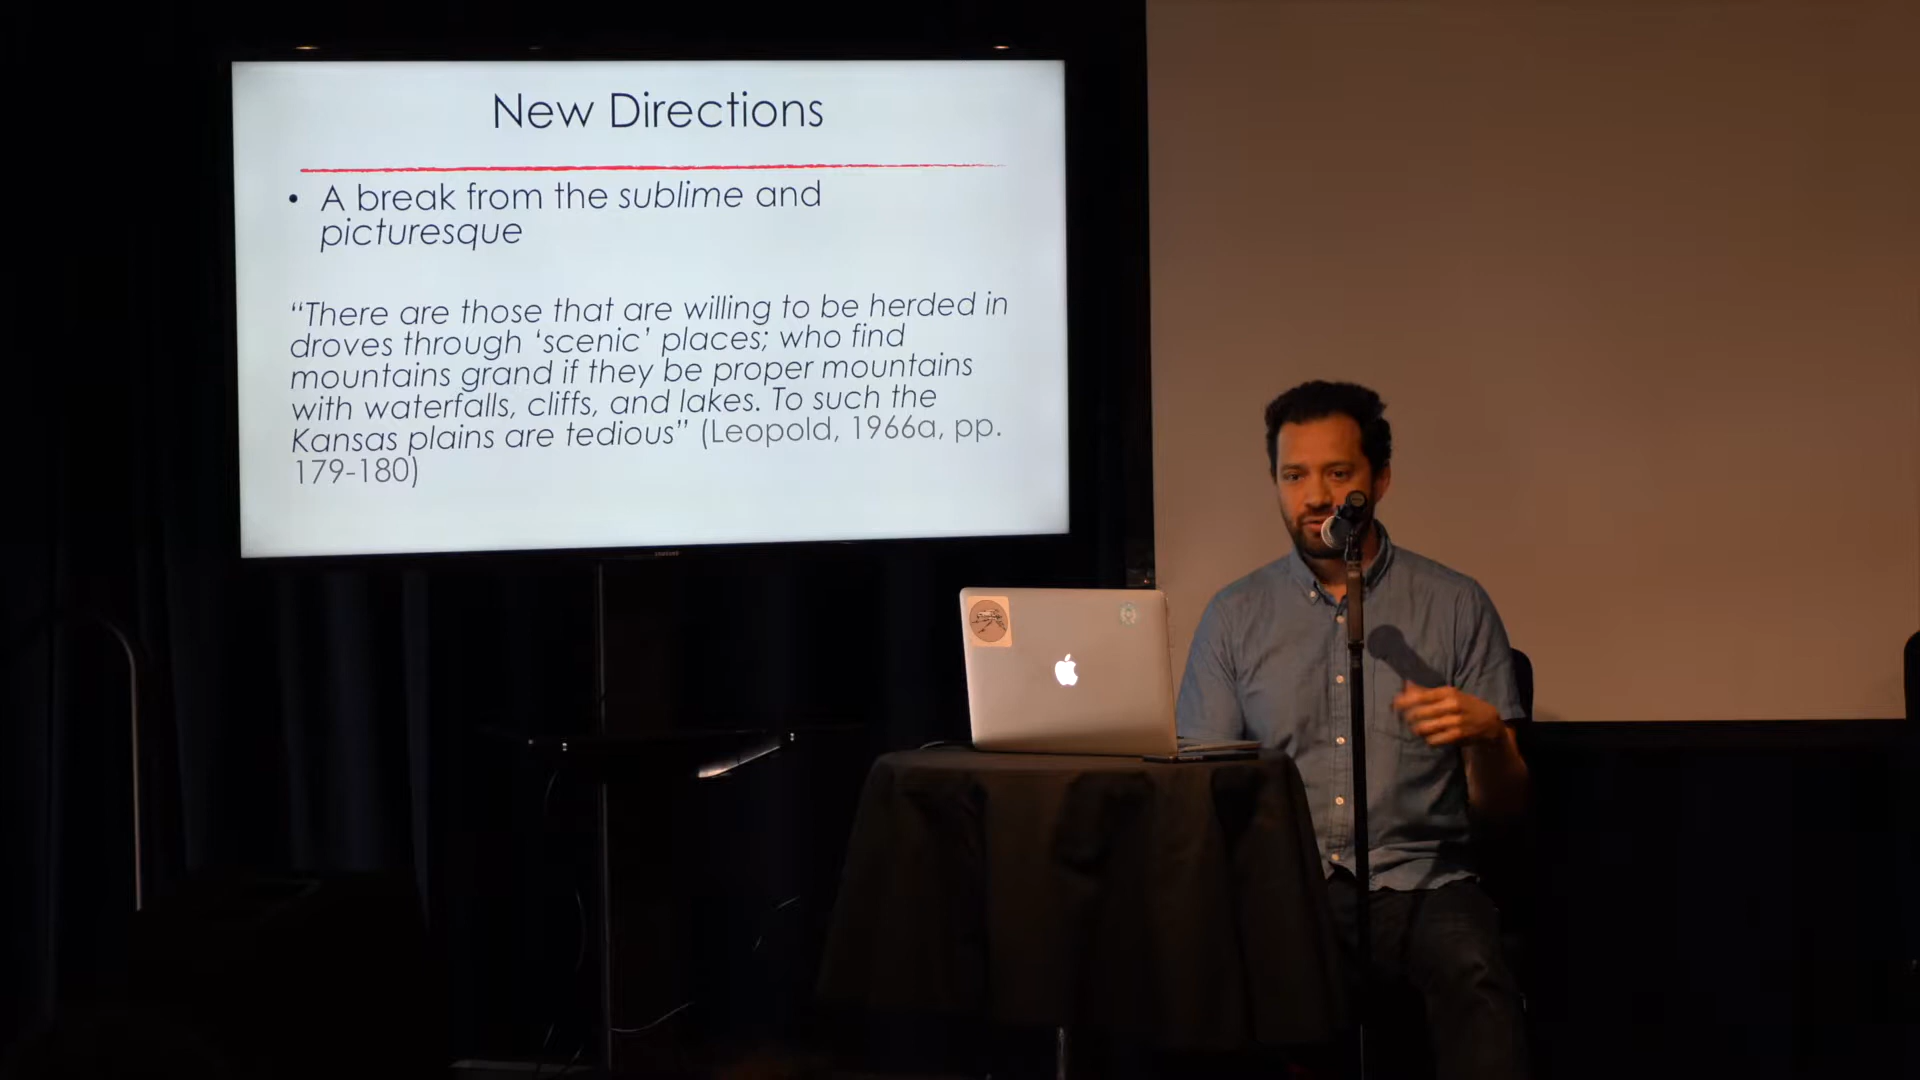 New Directions
• A break from the sublime and
picturesque
“There are those that are willing to be herded in
droves through ‘scenic’ places; who find
mountains grand if they be proper mountains
with waterfalls, cliffs, and lakes. To such the
Kansas plains are tedious” (Leopold, 1966a, pp.
179-180)
SAMSUNG